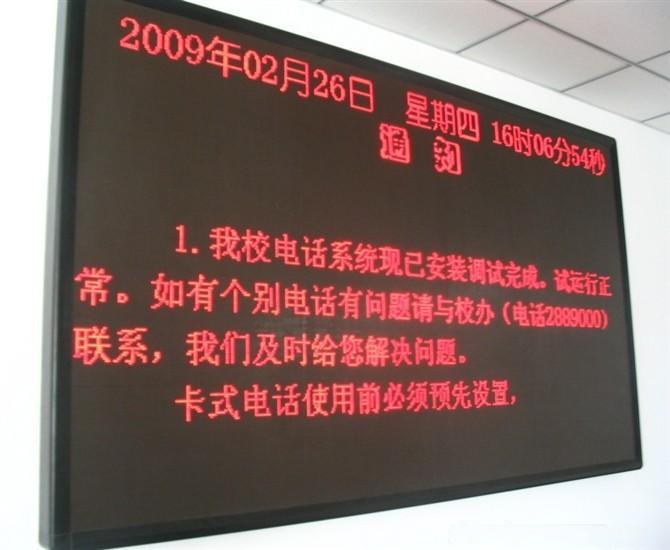 2009年02月26日 星期四 16时06分54秒
通 知
1.我校电话系统现已安装调试完成。试运行正
常。如有个别电话有问题请与校办（电话2889000）
联系，我们及时给您解决问题。
卡式电话使用前必须预先设置，